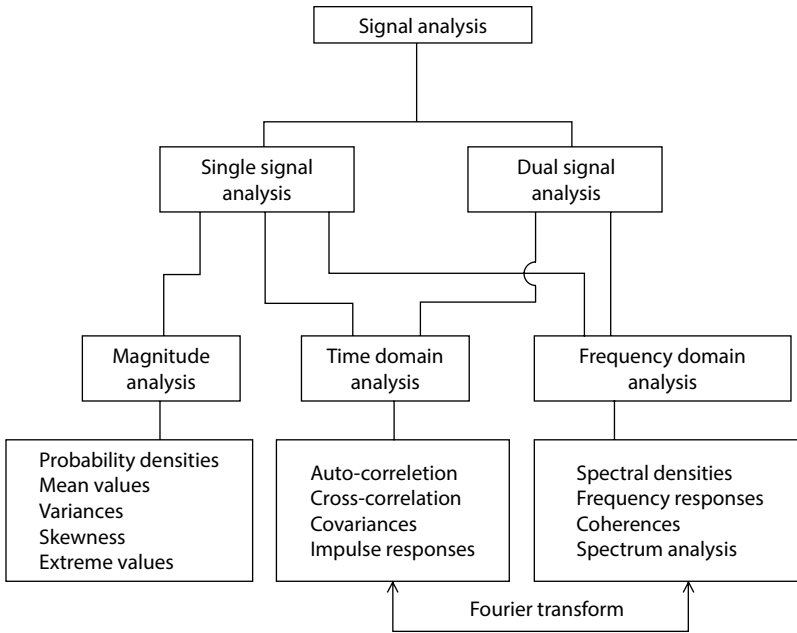 Signal analysis
Single signal
analysis
Dual signal
analysis
Magnitude
analysis
Time domain
analysis
Frequency domain
analysis
Probability densities
Mean values
Variances
Skewness
Extreme values
Auto-correletion
Cross-correlation
Covariances
Impulse responses
Spectral densities
Frequency responses
Coherences
Spectrum analysis
Fourier transform